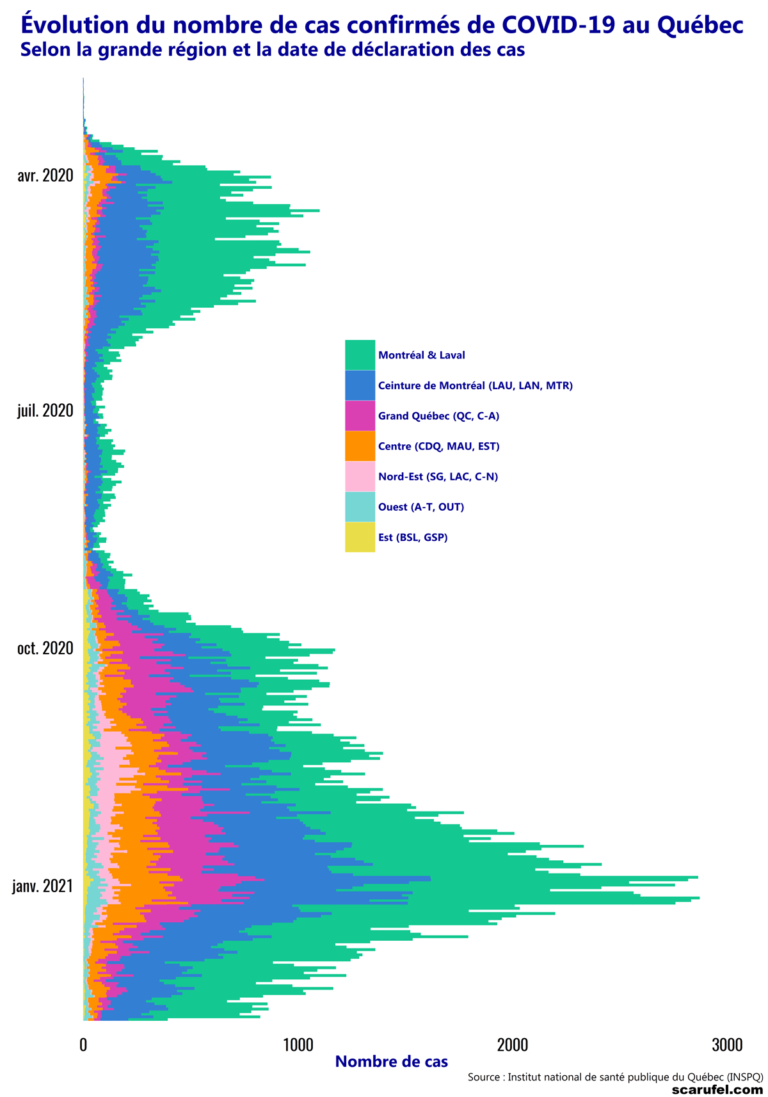 Évolution du nombre de cas confirmés de COVID-19 au Québec
Selon la grande région et la date de déclaration des cas
avr. 2020
juil. 2020
oct. 2020
janv. 2021
Montréal & Laval
Ceinture de Montréal (LAU, LAN, MTR)
Grand Québec (QC, C-A)
Centre (CDQ, MAU, EST)
Nord-Est (SG, LAC, C-N)
Ouest (A-T, OUT)
Est (BSL, GSP)
0 1000 2000 3000
Nombre de cas
Source : Institut national de santé publique du Québec (INSPQ)
scarufel.com